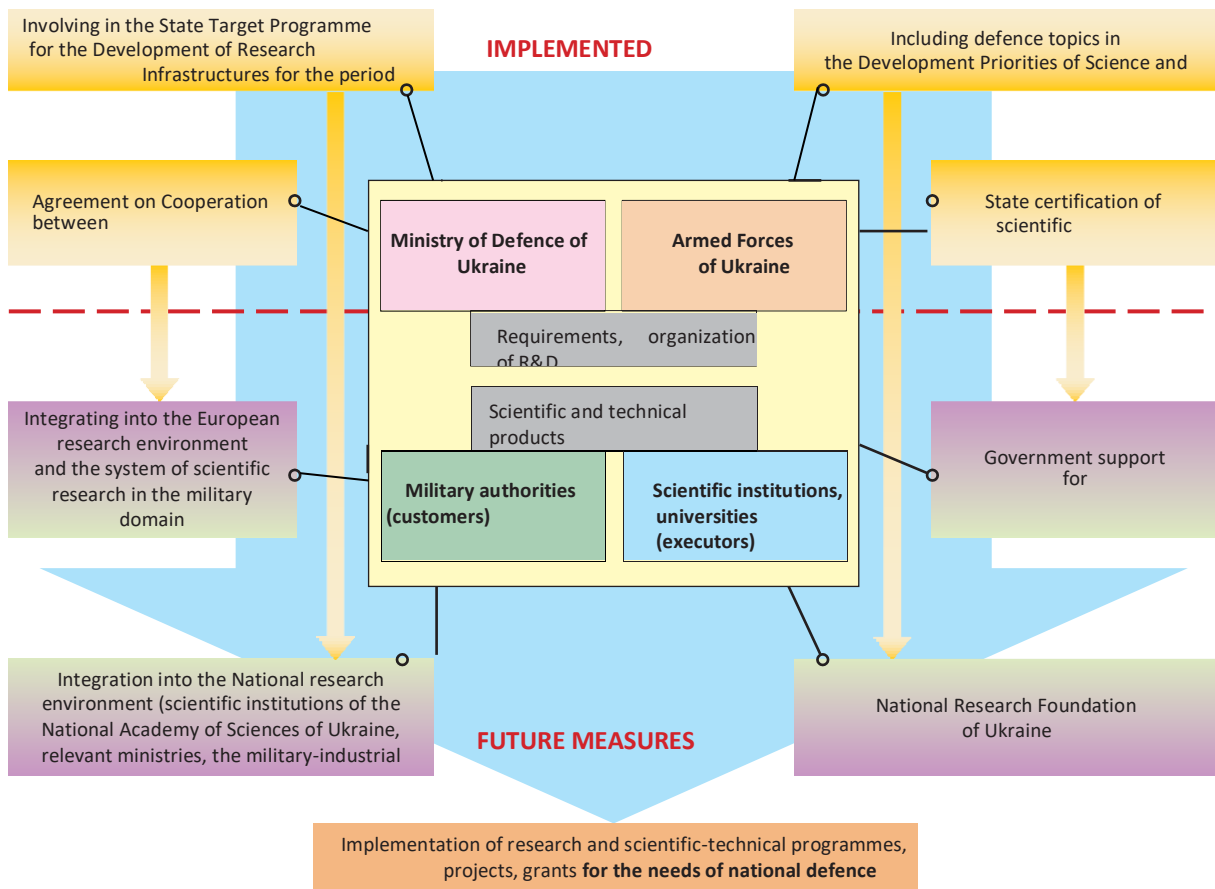 Involving in the State Target Programme
for the Development of Research
Infrastructures for the period
IMPLEMENTED
Including defence topics in
the Development Priorities of Science and
Agreement on Cooperation
between
State certification of
scientific
Ministry of Defence of
Ukraine
Armed Forces
of Ukraine
Requirements, organization
of R&D
Scientific and technical
products
Integrating into the European
research environment
and the system of scientific
research in the military
domain
Government support
for
Military authorities
(customers)
Scientific institutions,
universities
(executors)
Integration into the National research
environment (scientific institutions of the
National Academy of Sciences of Ukraine,
relevant ministries, the military-industrial
FUTURE MEASURES
National Research Foundation
of Ukraine
Implementation of research and scientific-technical programmes,
projects, grants for the needs of national defence